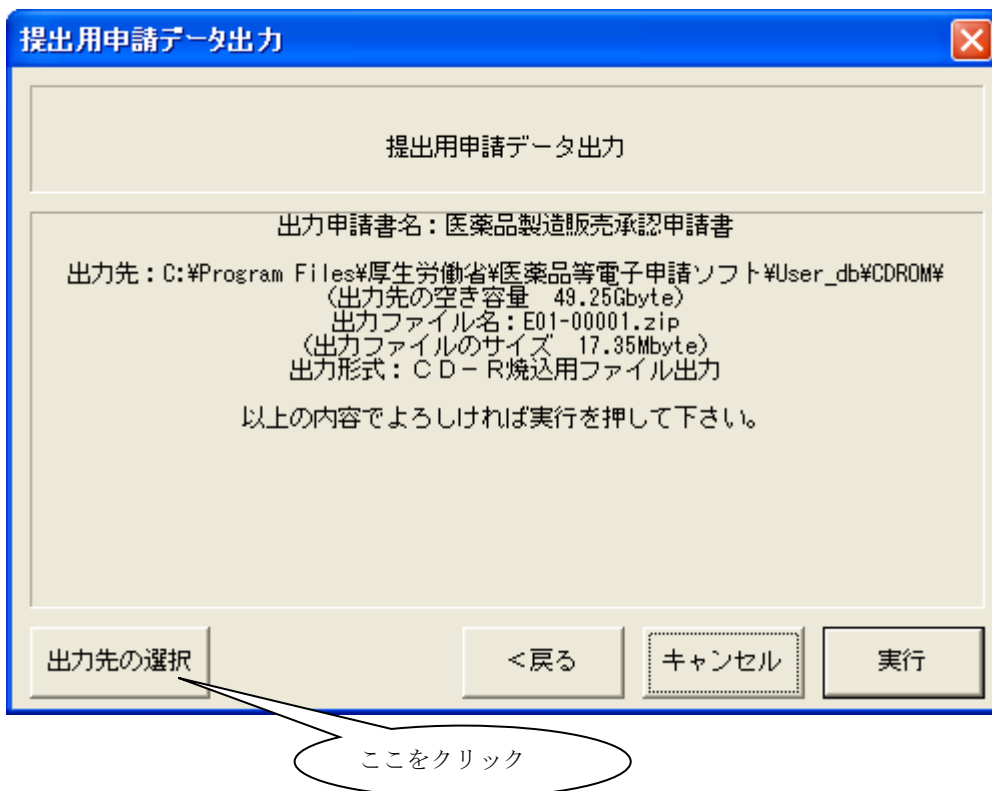 提出用申請データ出力
提出用申請データ出力
出力申請書名：医薬品製造販売承認申請書
出力先：C:¥Program Files¥厚生労働省¥医薬品等電子申請ソフト¥User_db¥CDROM¥
（出力先の空き容量　49.25Gbyte）
出力ファイル名：E01-00001.zip
（出力ファイルのサイズ　17.35Mbyte）
出力形式：ＣＤ－Ｒ焼込用ファイル出力
以上の内容でよろしければ実行を押して下さい。
出力先の選択
<戻る
キャンセル
実行
ここをクリック